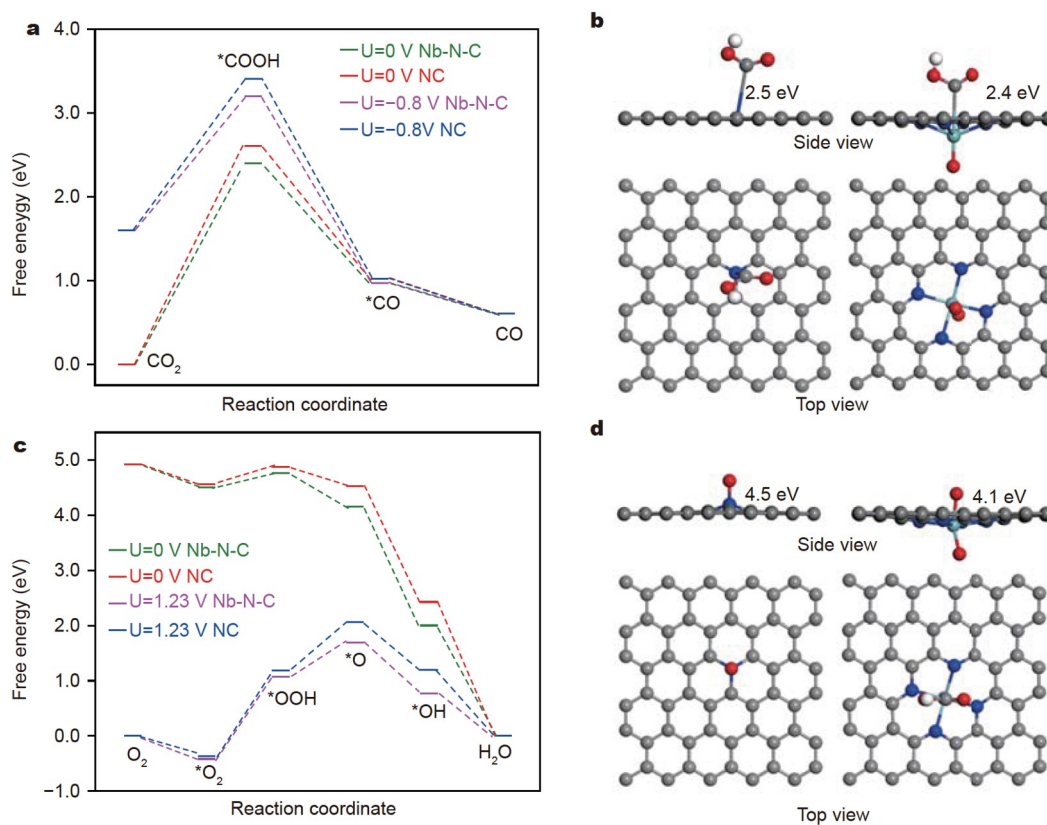 a
4.0
3.0
2.0
1.0
0.0
Free eneygy (eV)
*COOH
U=0 V Nb-N-C
U=0 V NC
U=−0.8 V Nb-N-C
U=−0.8V NC
CO2
*CO
CO
Reaction coordinate
b
2.5 eV
2.4 eV
Side view
Top view
c
5.0
4.0
3.0
2.0
1.0
0.0
−1.0
Free energy (eV)
U=0 V Nb-N-C
U=0 V NC
U=1.23 V Nb-N-C
U=1.23 V NC
O2
*O2
*OOH
*O
*OH
H2O
Reaction coordinate
d
4.5 eV
4.1 eV
Side view
Top view